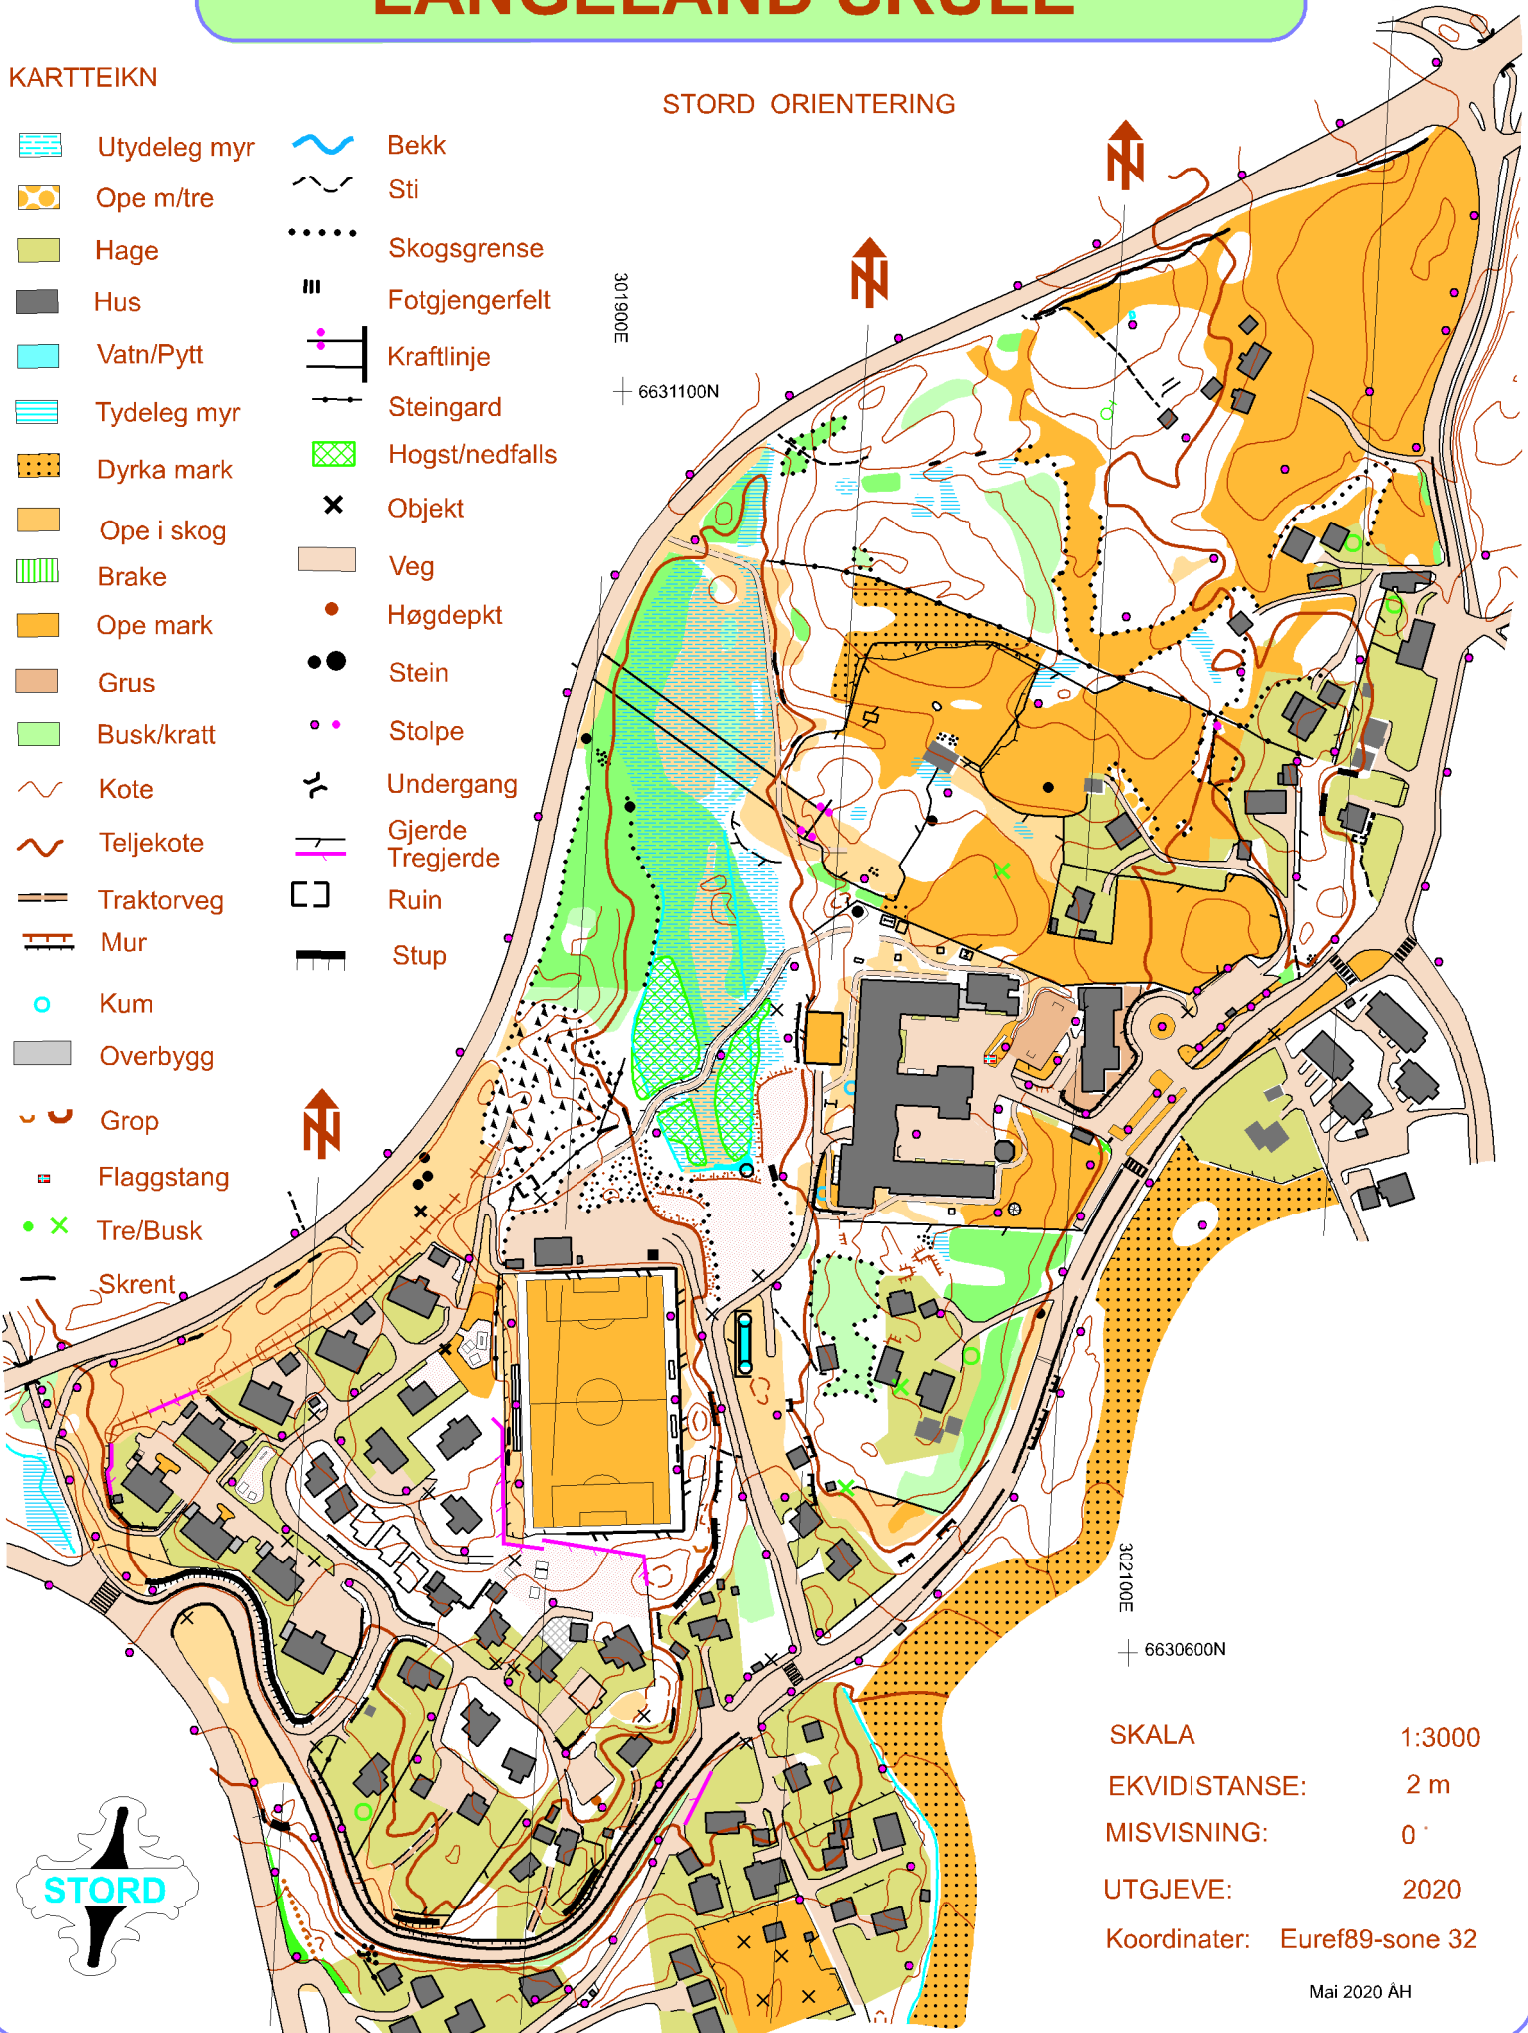 LANGELAND SKULE
KARTTEIKN
STORD ORIENTERING
Utydeleg myr
Ope m/tre
Hage
Hus
Vatn/Pytt
Tydeleg myr
Dyrka mark
Ope i skog
Brake
Ope mark
Grus
Busk/kratt
Kote
Teljekote
Traktorveg
Mur
Kum
Overbygg
Grop
Flaggstang
Tre/Busk
Skrent
Bekk
Sti
Skogsgrense
Fotgjengerfelt
Kraftlinje
Steingard
Hogst/nedfalls
Objekt
Veg
Høgdepkt
Stein
Stolpe
Undergang
Gjerde
Tregjerde
Ruin
Stup
301900E
6631100N
302100E
6630600N
SKALA 1:3000
EKVIDISTANSE: 2 m
MISVISNING: 0 °
UTGJEVE: 2020
Koordinater: Euref89-sone 32
Mai 2020 ÅH
STORD